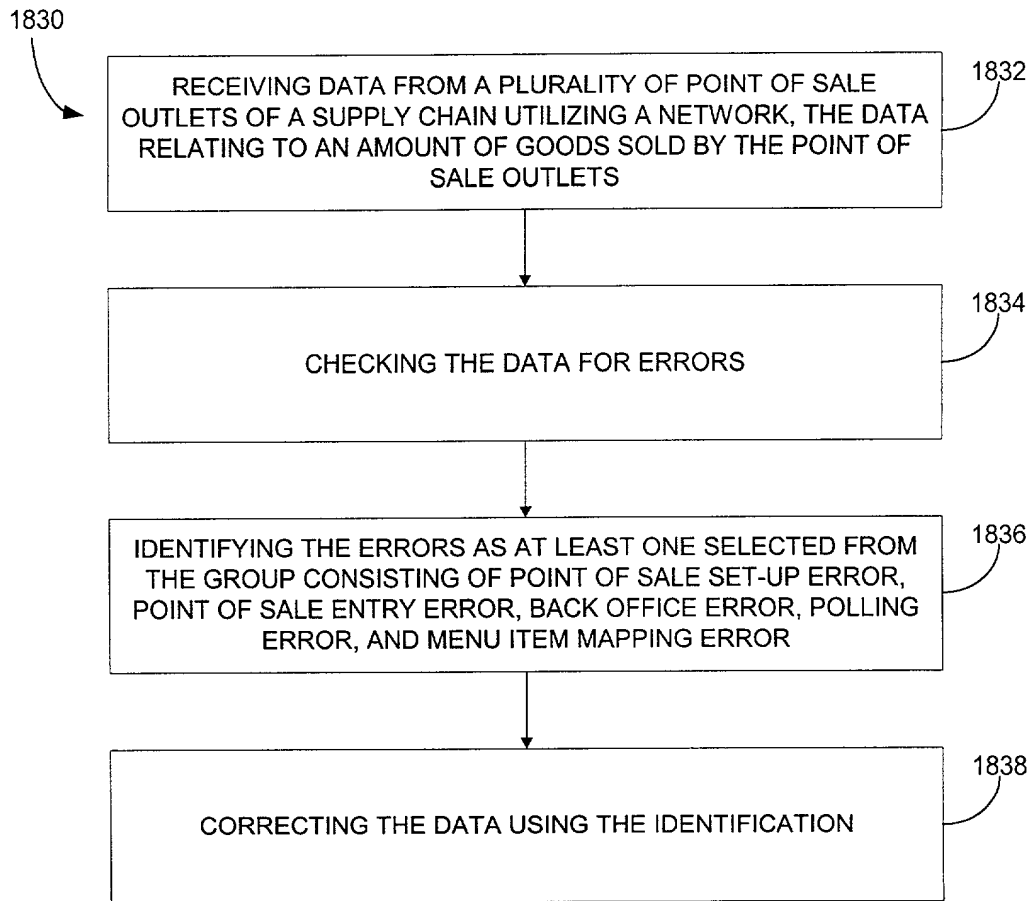 1830
RECEIVING DATA FROM A PLURALITY OF POINT OF SALE
OUTLETS OF A SUPPLY CHAIN UTILIZING A NETWORK, THE DATA
RELATING TO AN AMOUNT OF GOODS SOLD BY THE POINT OF
SALE OUTLETS
1832
CHECKING THE DATA FOR ERRORS
1834
IDENTIFYING THE ERRORS AS AT LEAST ONE SELECTED FROM
THE GROUP CONSISTING OF POINT OF SALE SET-UP ERROR,
POINT OF SALE ENTRY ERROR, BACK OFFICE ERROR, POLLING
ERROR, AND MENU ITEM MAPPING ERROR
1836
CORRECTING THE DATA USING THE IDENTIFICATION
1838